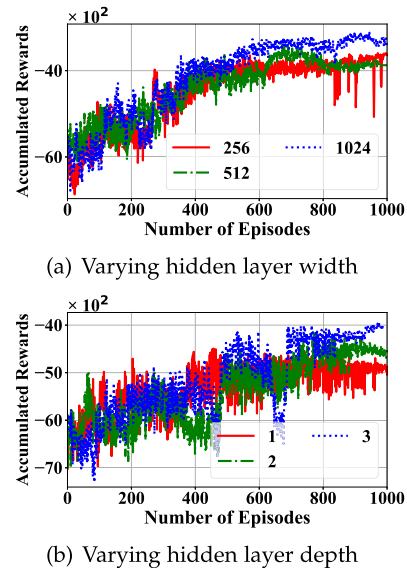 × 10²
Accumulated Rewards
−40
−60
256
512
1024
0 200 400 600 800 1000
Number of Episodes
(a) Varying hidden layer width
× 10²
Accumulated Rewards
−40
−50
−60
−70
1
2
3
0 200 400 600 800 1000
Number of Episodes
(b) Varying hidden layer depth